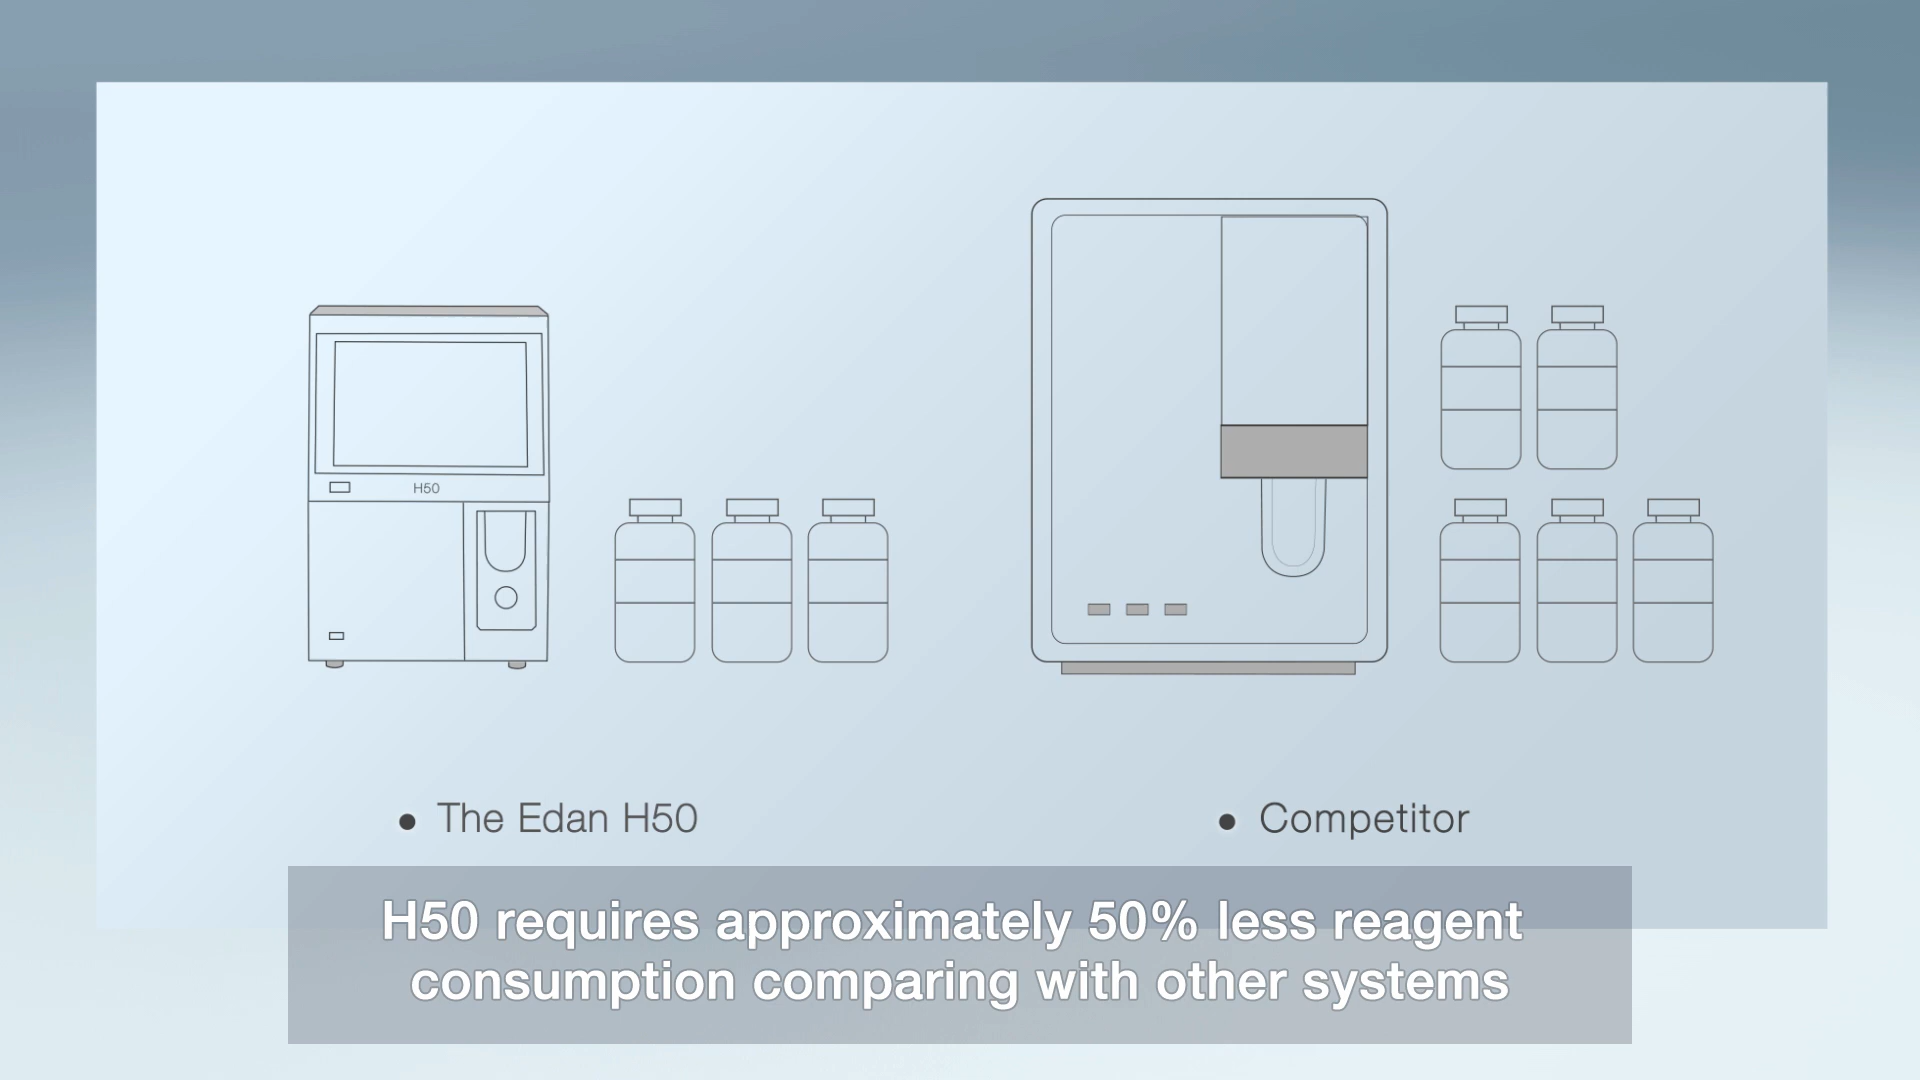 H50
The Edan H50
Competitor
H50 requires approximately 50% less reagent
consumption comparing with other systems